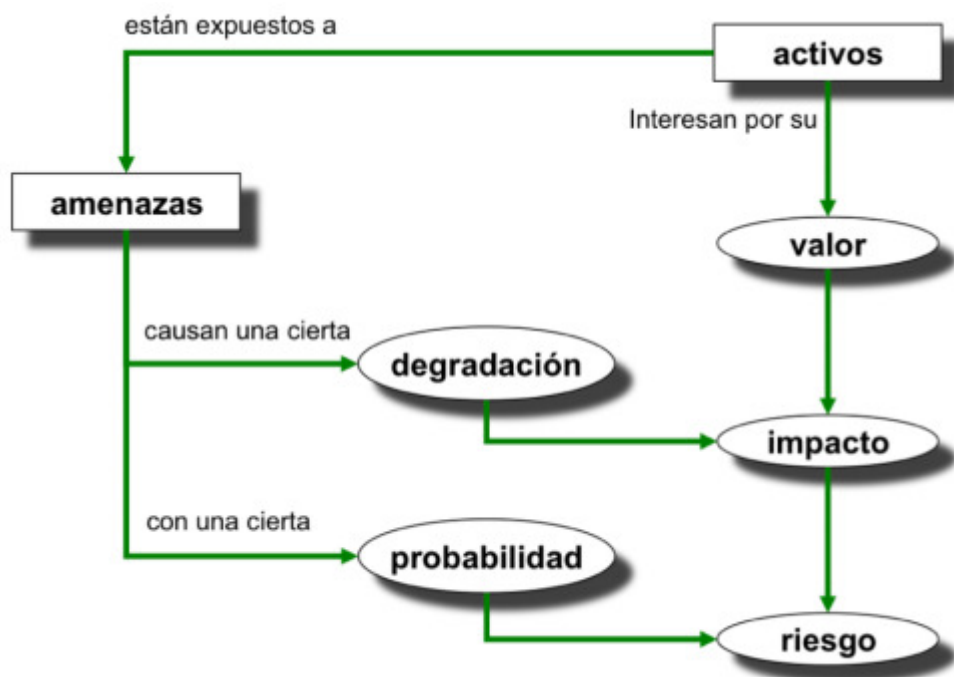 están expuestos a
activos
Interesan por su
amenazas
valor
causan una cierta
degradación
impacto
con una cierta
probabilidad
riesgo